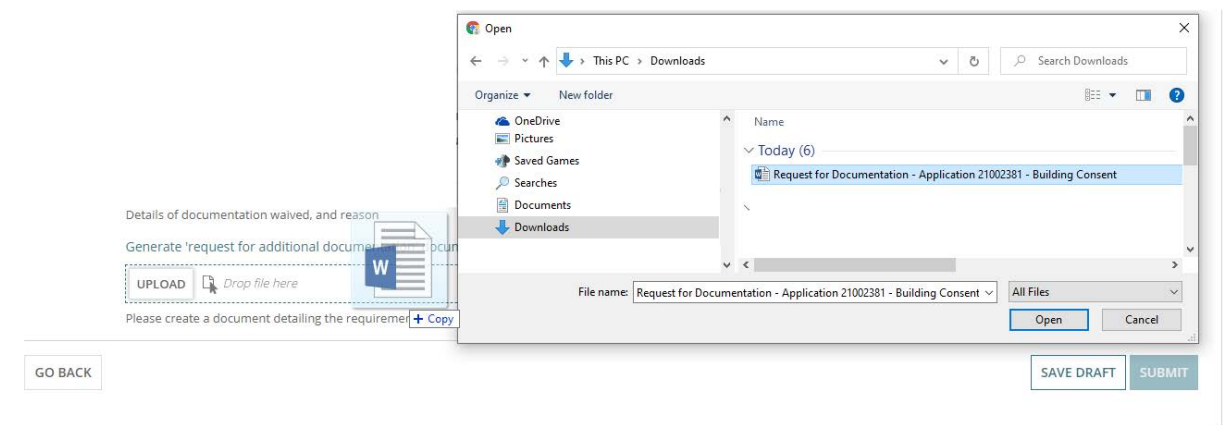 Open
This PC > Downloads
Search Downloads
Organize
New folder
OneDrive
Pictures
Saved Games
Searches
Documents
Downloads
Name
Today (6)
Request for Documentation - Application 21002381 - Building Consent
File name:
Request for Documentation - Application 21002381 - Building Consent
All Files
Open
Cancel
Details of documentation waived, and reason
Generate 'request for additional
UPLOAD
Drop file here
W
Please create a document detailing the
+ Copy
GO BACK
SAVE DRAFT
SUBMIT